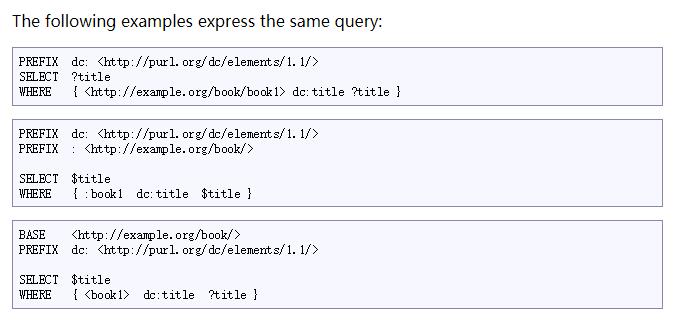 The following examples express the same query:
PREFIX  dc: <http://purl.org/dc/elements/1.1/>
SELECT  ?title
WHERE   { <http://example.org/book/book1> dc:title ?title }
PREFIX  dc: <http://purl.org/dc/elements/1.1/>
PREFIX  : <http://example.org/book/>
SELECT  $title
WHERE   { :book1  dc:title  $title }
BASE    <http://example.org/book/>
PREFIX  dc: <http://purl.org/dc/elements/1.1/>
SELECT  $title
WHERE   { <book1>  dc:title  ?title }